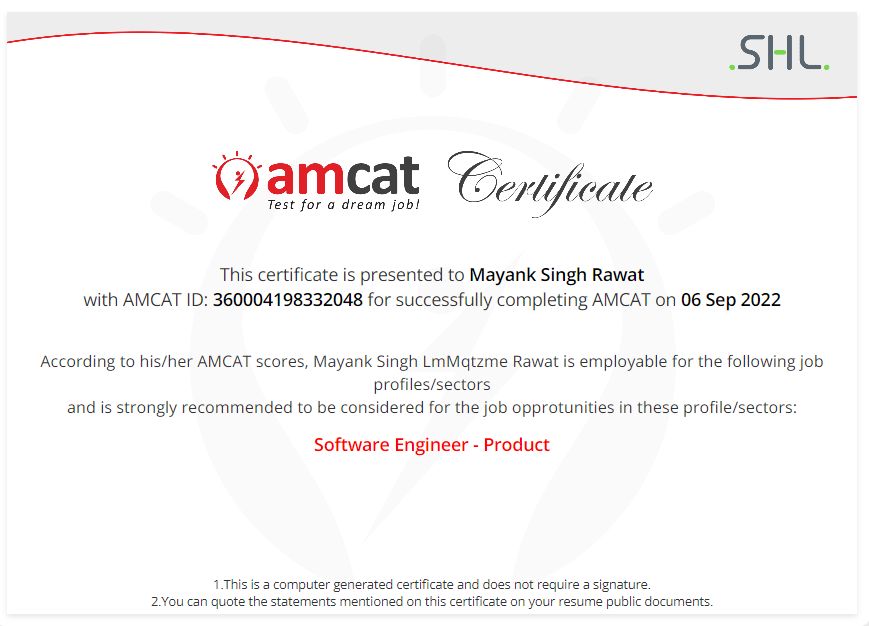 .SHL.
amcat Certificate
Test for a dream job!
This certificate is presented to Mayank Singh Rawat
with AMCAT ID: 360004198332048 for successfully completing AMCAT on 06 Sep 2022
According to his/her AMCAT scores, Mayank Singh LmMqtzme Rawat is employable for the following job
profiles/sectors
and is strongly recommended to be considered for the job opprotunities in these profile/sectors:
Software Engineer - Product
1.This is a computer generated certificate and does not require a signature.
2.You can quote the statements mentioned on this certificate on your resume public documents.